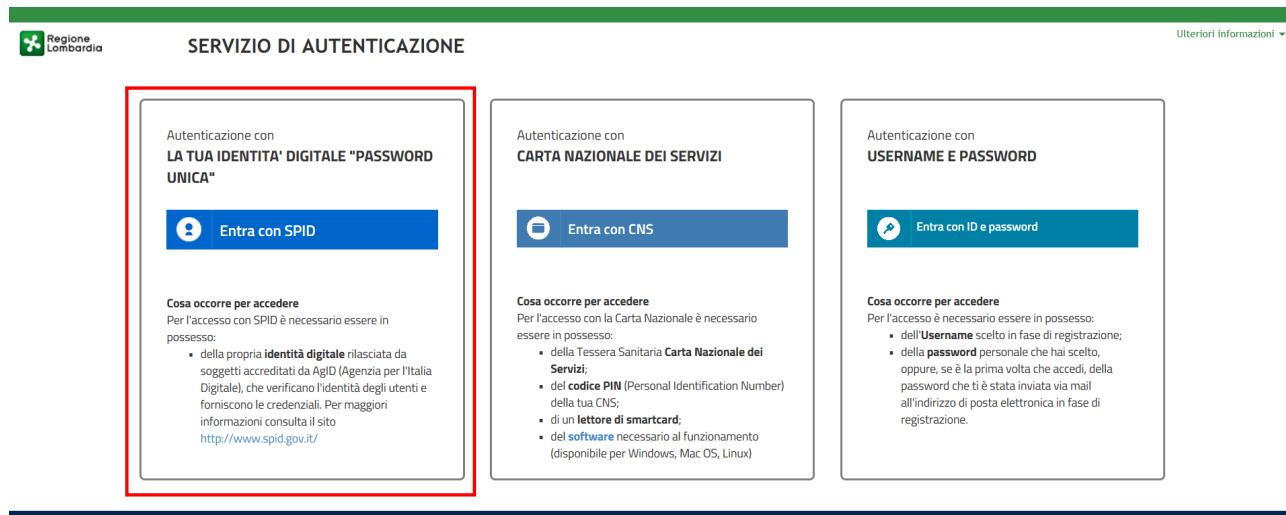 Regione
Lombardia
SERVIZIO DI AUTENTICAZIONE
Ulteriori informazioni
Autenticazione con
LA TUA IDENTITA' DIGITALE "PASSWORD
UNICA"
Entra con SPID
Cosa occorre per accedere
Per l'accesso con SPID è necessario essere in
possesso:
della propria identità digitale rilasciata da
soggetti accreditati da AgID (Agenzia per l'Italia
Digitale), che verificano l'identità degli utenti e
forniscono le credenziali. Per maggiori
informazioni consulta il sito
http://www.spid.gov.it/
Autenticazione con
CARTA NAZIONALE DEI SERVIZI
Entra con CNS
Cosa occorre per accedere
Per l'accesso con la Carta Nazionale è necessario
essere in possesso:
della Tessera Sanitaria Carta Nazionale dei
Servizi;
del codice PIN (Personal Identification Number)
della tua CNS;
di un lettore di smartcard;
del software necessario al funzionamento
(disponibile per Windows, Mac OS, Linux)
Autenticazione con
USERNAME E PASSWORD
Entra con ID e password
Cosa occorre per accedere
Per l'accesso è necessario essere in possesso:
dell'Username scelto in fase di registrazione;
della password personale che hai scelto,
oppure, se è la prima volta che accedi, della
password che ti è stata inviata via mail
all'indirizzo di posta elettronica in fase di
registrazione.